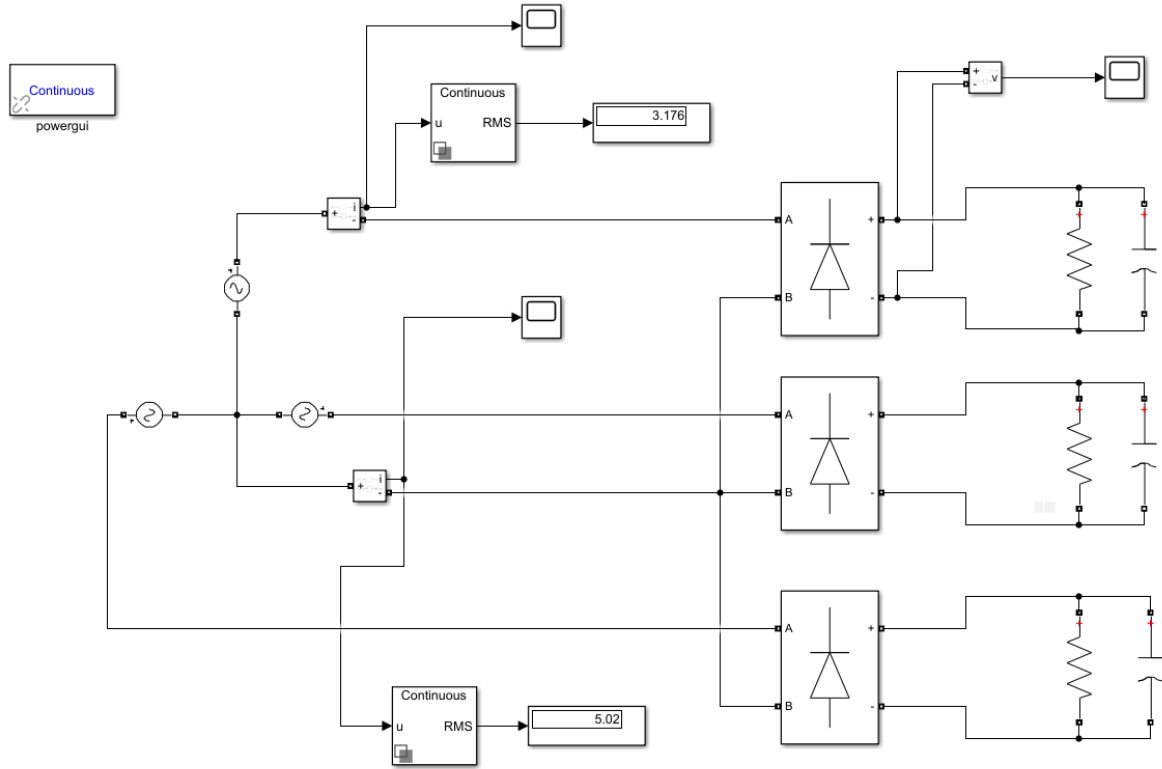 Continuous
powergui
Continuous
u
RMS
3.176
+
i
-
+
-
v
A
B
+
-
+
+
A
B
+
-
+
+
+
i
-
A
B
+
-
+
+
Continuous
u
RMS
5.02